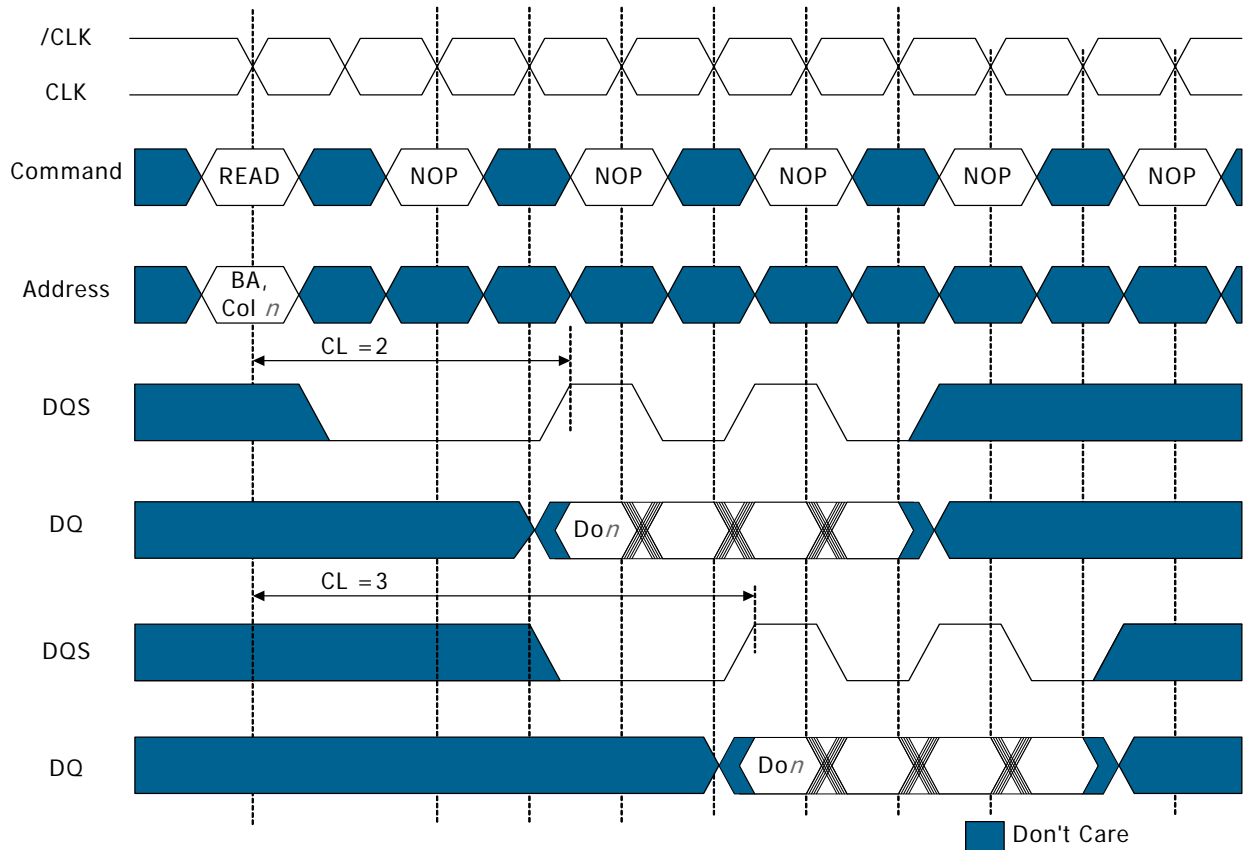 /CLK
CLK
Command
READ
NOP
NOP
NOP
NOP
NOP
Address
BA,
Col n
CL =2
DQS
DQ
Don
CL =3
DQS
DQ
Don
Don't Care